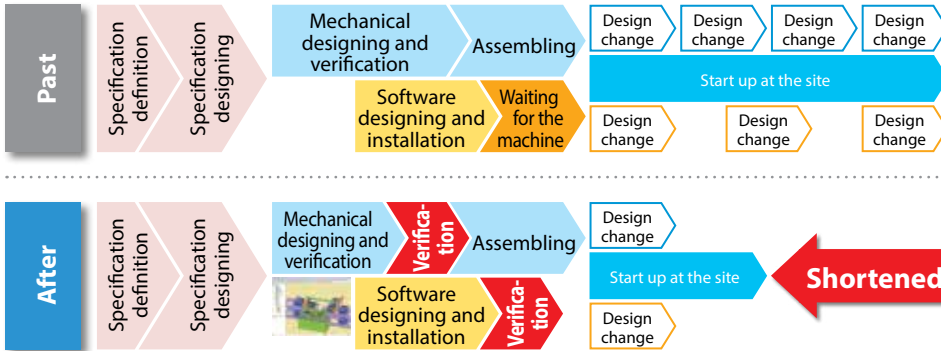 Past
Specification
definition
Specification
designing
Mechanical
designing and
verification
Assembling
Software
designing and
installation
Waiting
for the
machine
Design
change
Design
change
Design
change
Design
change
Start up at the site
Design
change
Design
change
Design
change
After
Specification
definition
Specification
designing
Mechanical
designing and
verification
Verifica-
tion
Assembling
Software
designing and
installation
Verifica-
tion
Design
change
Start up at the site
Design
change
Shortened